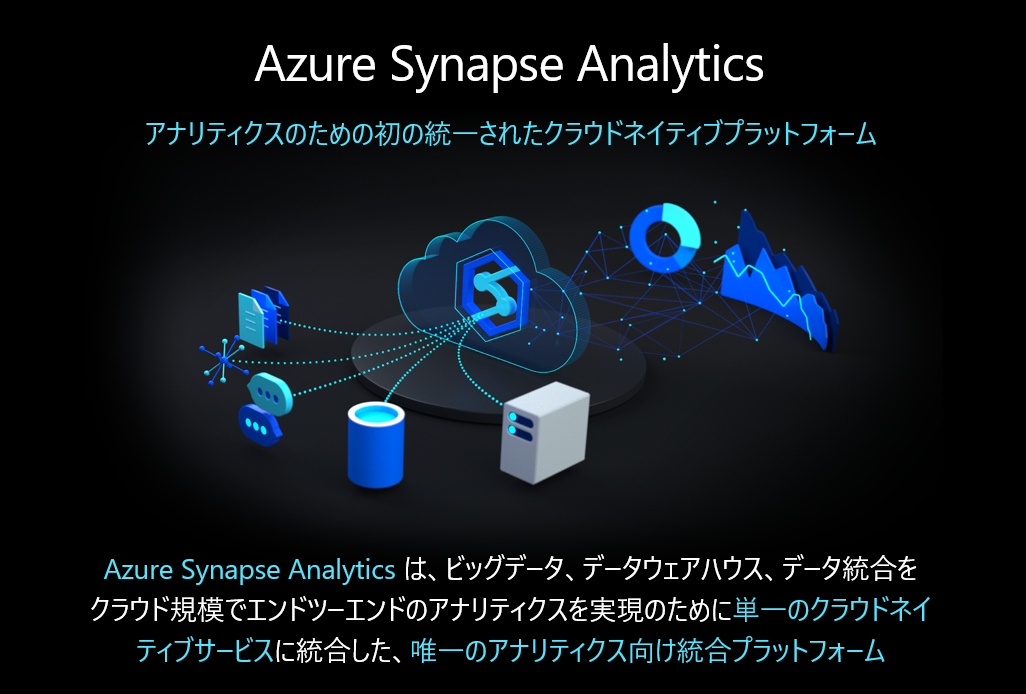 Azure Synapse Analytics
アナリティクスのための初の統一されたクラウドネイティブプラットフォーム
Azure Synapse Analytics は、ビッグデータ、データウェアハウス、データ統合を
クラウド規模でエンドツーエンドのアナリティクスを実現のために単一のクラウドネイ
ティブサービスに統合した、唯一のアナリティクス向け統合プラットフォーム